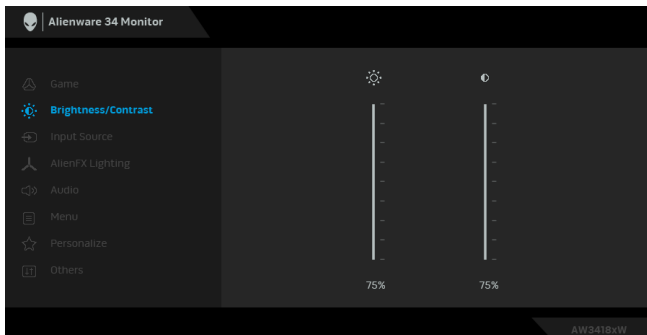 Alienware 34 Monitor
Game
Brightness/Contrast
Input Source
AlienFX Lighting
Audio
Menu
Personalize
Others
75% 75%
AW3418xW